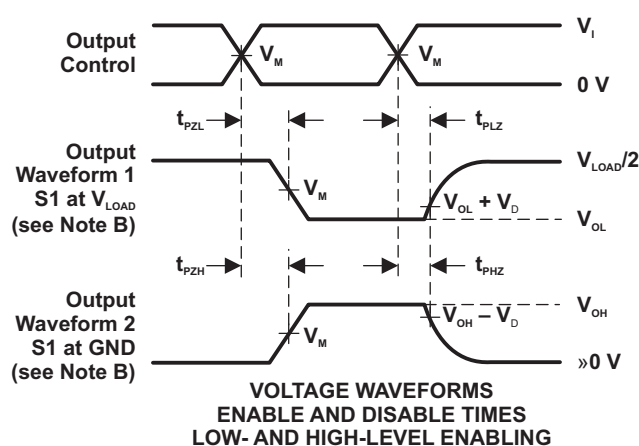 Output
Control
V_M
V_M
V_I
0 V
t_PZL
t_PLZ
Output
Waveform 1
S1 at V_LOAD
(see Note B)
V_M
V_OL + V_D
V_LOAD/2
V_OL
t_PZH
t_PHZ
Output
Waveform 2
S1 at GND
(see Note B)
V_M
V_OH – V_D
V_OH
»0 V
VOLTAGE WAVEFORMS
ENABLE AND DISABLE TIMES
LOW- AND HIGH-LEVEL ENABLING